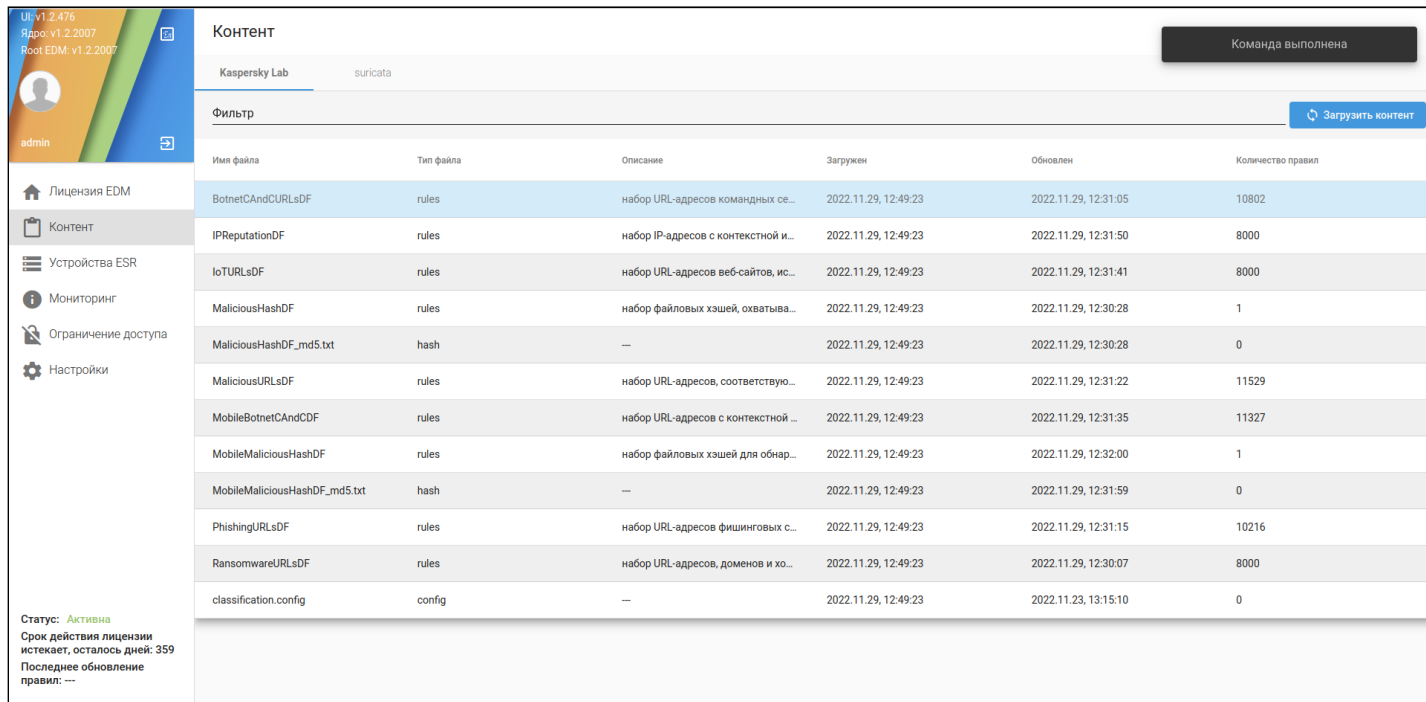 UI: v1.2.476
Ядро: v1.2.2007
Root EDM: v1.2.2007
admin
Лицензия EDM
Контент
Устройства ESR
Мониторинг
Ограничение доступа
Настройки
Статус: Активна
Срок действия лицензии
истекает, осталось дней: 359
Последнее обновление
правил: ---
Контент
Команда выполнена
Kaspersky Lab suricata
Фильтр
Загрузить контент
Имя файла Тип файла Описание Загружен Обновлен Количество правил
BotnetCAndCURLsDF rules набор URL-адресов командных се... 2022.11.29, 12:49:23 2022.11.29, 12:31:05 10802
IPReputationDF rules набор IP-адресов с контекстной и... 2022.11.29, 12:49:23 2022.11.29, 12:31:50 8000
IoTURLsDF rules набор URL-адресов веб-сайтов, ис... 2022.11.29, 12:49:23 2022.11.29, 12:31:41 8000
MaliciousHashDF rules набор файловых хэшей, охватыва... 2022.11.29, 12:49:23 2022.11.29, 12:30:28 1
MaliciousHashDF_md5.txt hash --- 2022.11.29, 12:49:23 2022.11.29, 12:30:28 0
MaliciousURLsDF rules набор URL-адресов, соответствую... 2022.11.29, 12:49:23 2022.11.29, 12:31:22 11529
MobileBotnetCAndCDF rules набор URL-адресов с контекстной ... 2022.11.29, 12:49:23 2022.11.29, 12:31:35 11327
MobileMaliciousHashDF rules набор файловых хэшей для обнар... 2022.11.29, 12:49:23 2022.11.29, 12:32:00 1
MobileMaliciousHashDF_md5.txt hash --- 2022.11.29, 12:49:23 2022.11.29, 12:31:59 0
PhishingURLsDF rules набор URL-адресов фишинговых с... 2022.11.29, 12:49:23 2022.11.29, 12:31:15 10216
RansomwareURLsDF rules набор URL-адресов, доменов и хо... 2022.11.29, 12:49:23 2022.11.29, 12:30:07 8000
classification.config config --- 2022.11.29, 12:49:23 2022.11.23, 13:15:10 0